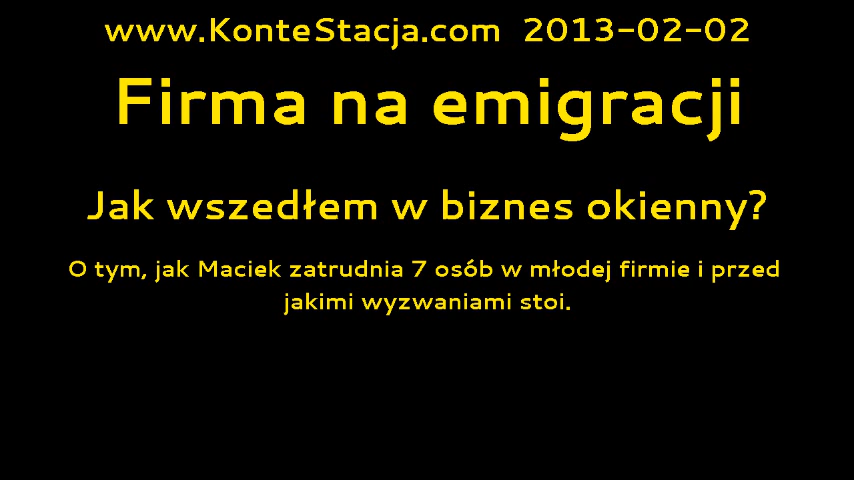 www.KonteStacja.com 2013-02-02
Firma na emigracji
Jak wszedłem w biznes okienny?
O tym, jak Maciek zatrudnia 7 osób w młodej firmie i przed
jakimi wyzwaniami stoi.